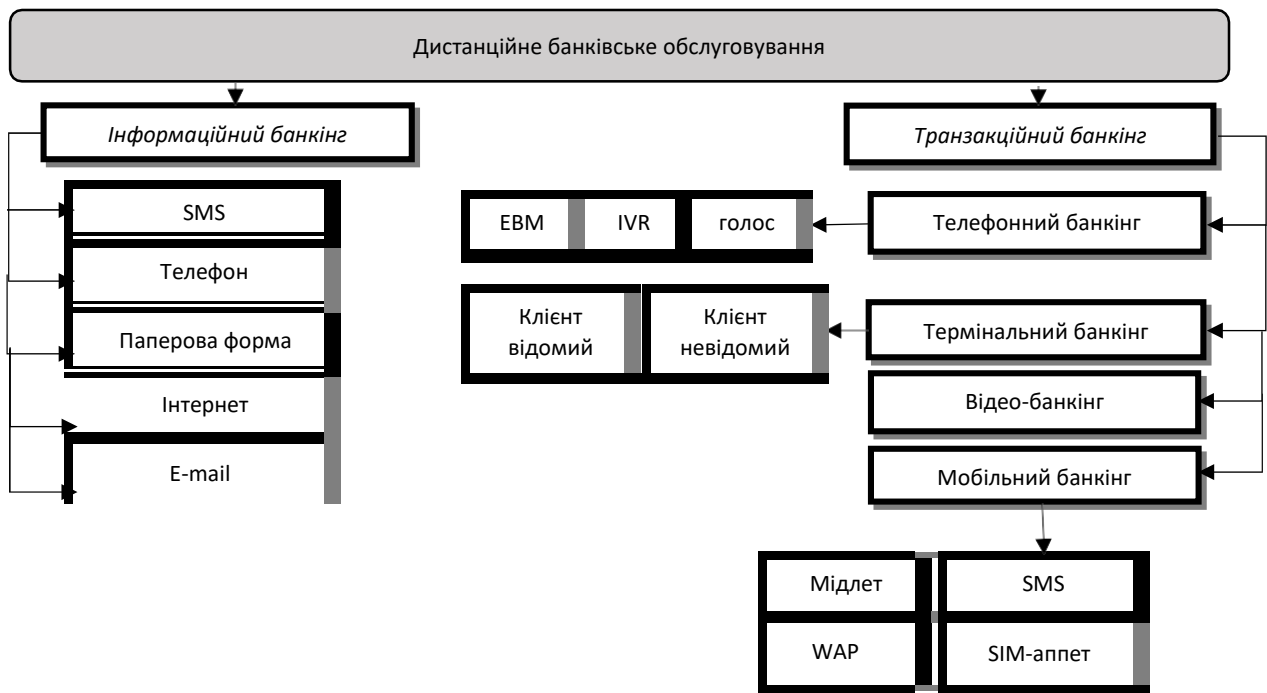 Дистанційне банківське обслуговування
Інформаційний банкінг
Транзакційний банкінг
SMS
Телефон
Паперова форма
Інтернет
E-mail
ЕВМ
IVR
голос
Телефонний банкінг
Клієнт
відомий
Клієнт
невідомий
Термінальний банкінг
Відео-банкінг
Мобільний банкінг
Мідлет
SMS
WAP
SIM-аппет